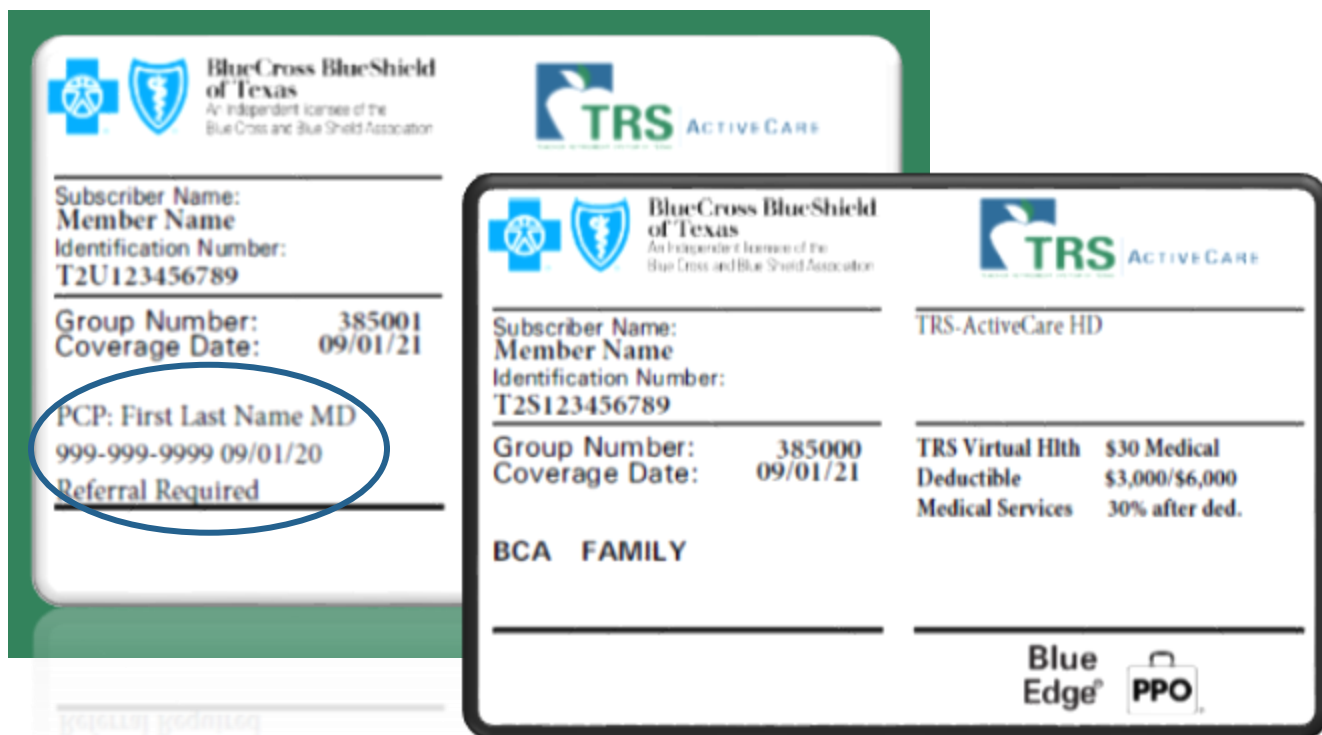 BlueCross BlueShield
of Texas
An Independent licensee of the
Blue Cross and Blue Shield Association
TRS ACTIVECARE
Subscriber Name:
Member Name
Identification Number:
T2U123456789
Group Number: 385001
Coverage Date: 09/01/21
PCP: First Last Name MD
999-999-9999 09/01/20
Referral Required
BlueCross BlueShield
of Texas
An Independent licensee of the
Blue Cross and Blue Shield Association
TRS ACTIVECARE
Subscriber Name:
Member Name
Identification Number:
T2S123456789
Group Number: 385000
Coverage Date: 09/01/21
BCA FAMILY
TRS-ActiveCare HD
TRS Virtual Hlth $30 Medical
Deductible $3,000/$6,000
Medical Services 30% after ded.
Blue
Edge®
PPO
Referral Required